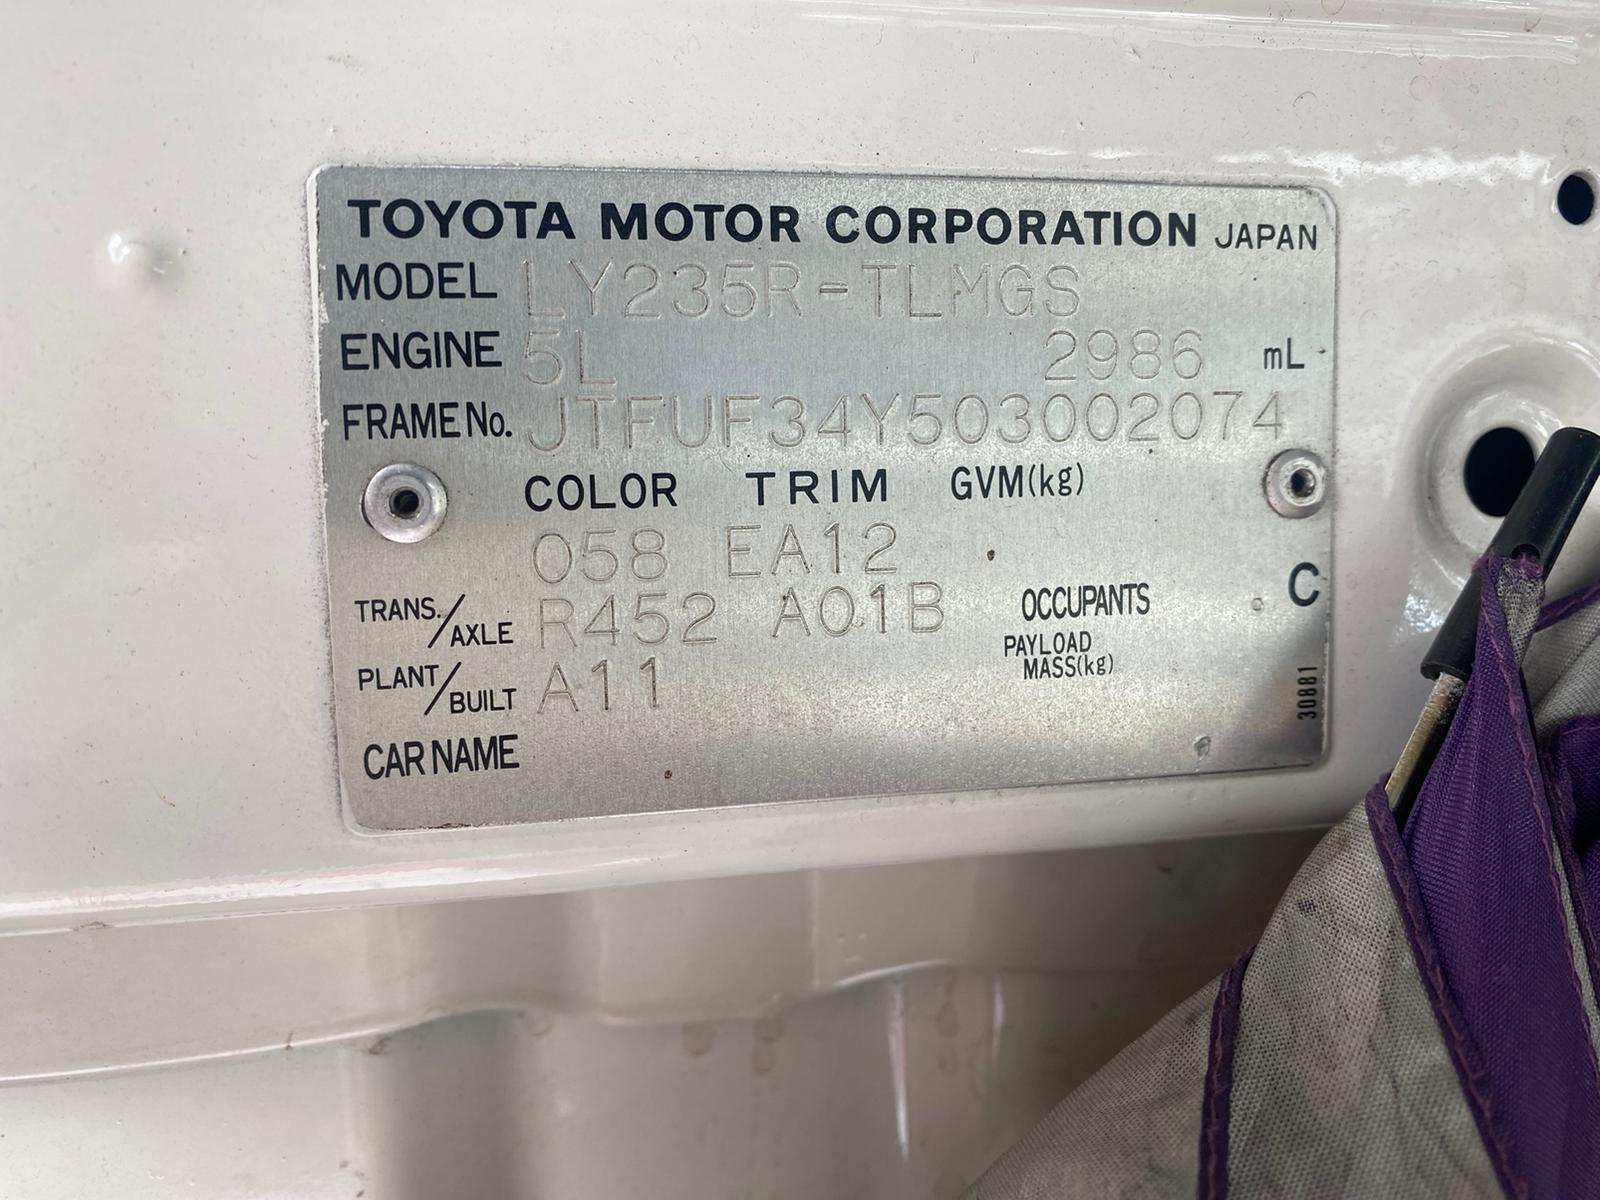 TOYOTA MOTOR CORPORATION JAPAN
MODEL LY235R-TLMGS
ENGINE 5L 2986 mL
FRAME No. JTFUF34Y503002074
COLOR TRIM GVM(kg)
058 EA12
TRANS./AXLE R452 A01B OCCUPANTS C
PAYLOAD MASS(kg)
PLANT/BUILT A11
30881
CAR NAME